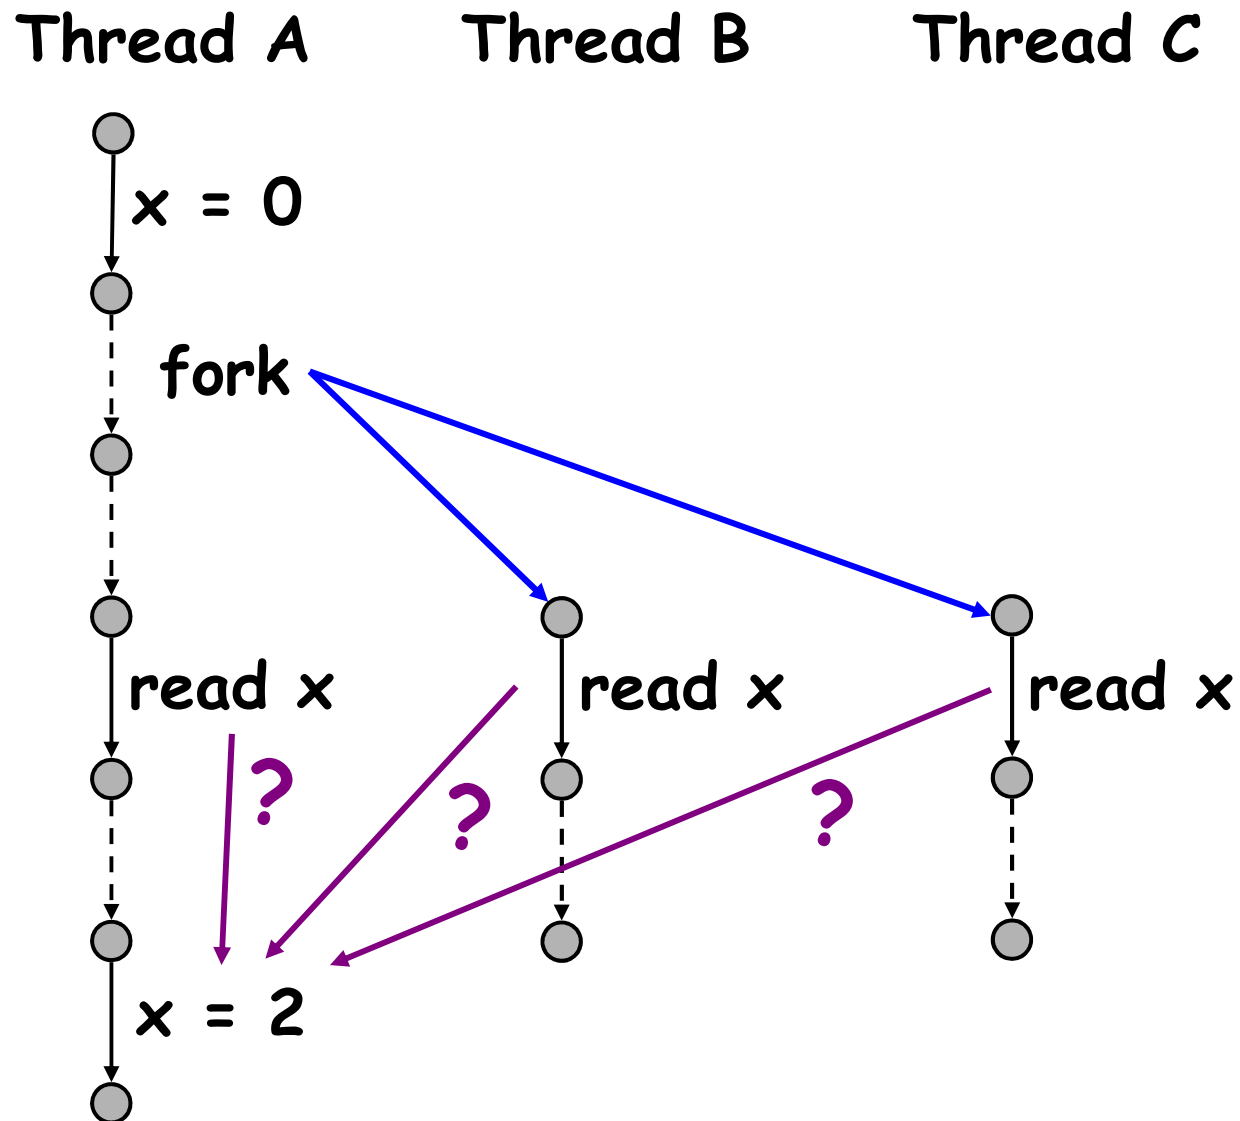 Thread A Thread B Thread C
x = 0
fork
read x read x read x
? ? ?
x = 2